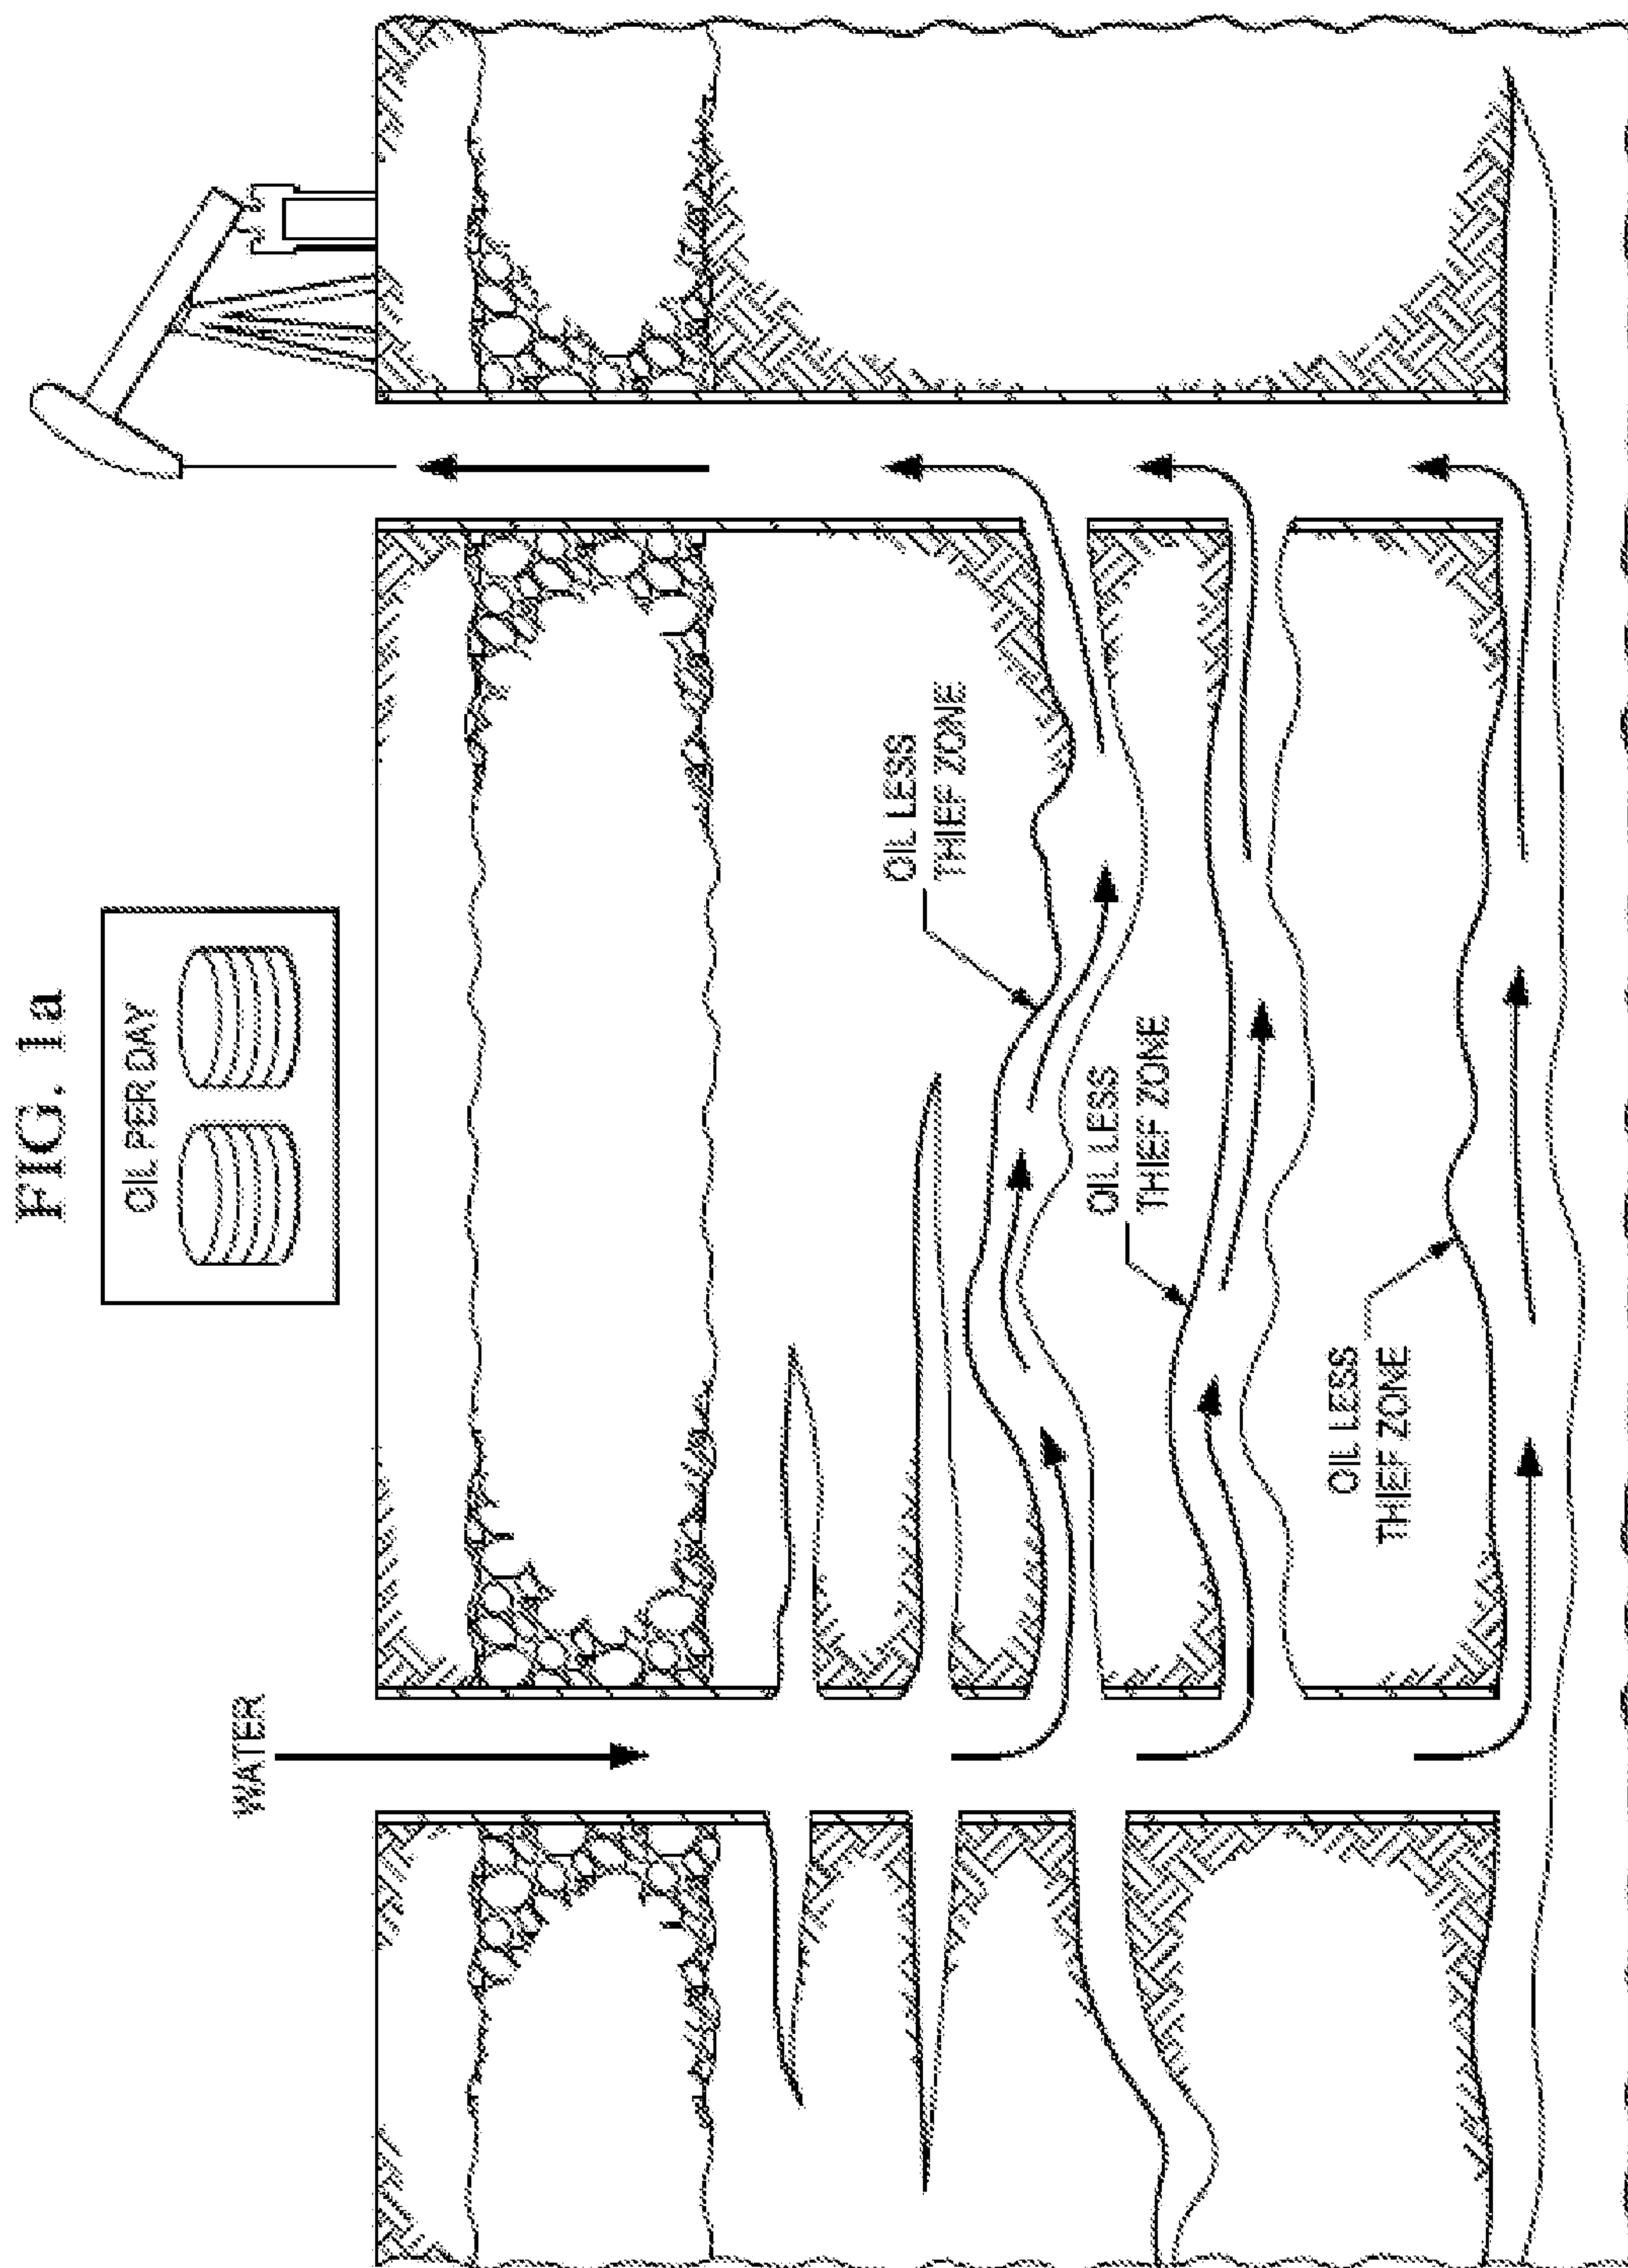 FIG. 1a
OIL PER DAY
WATER
OIL LESS
THIEF ZONE
OIL LESS
THIEF ZONE
OIL LESS
THIEF ZONE